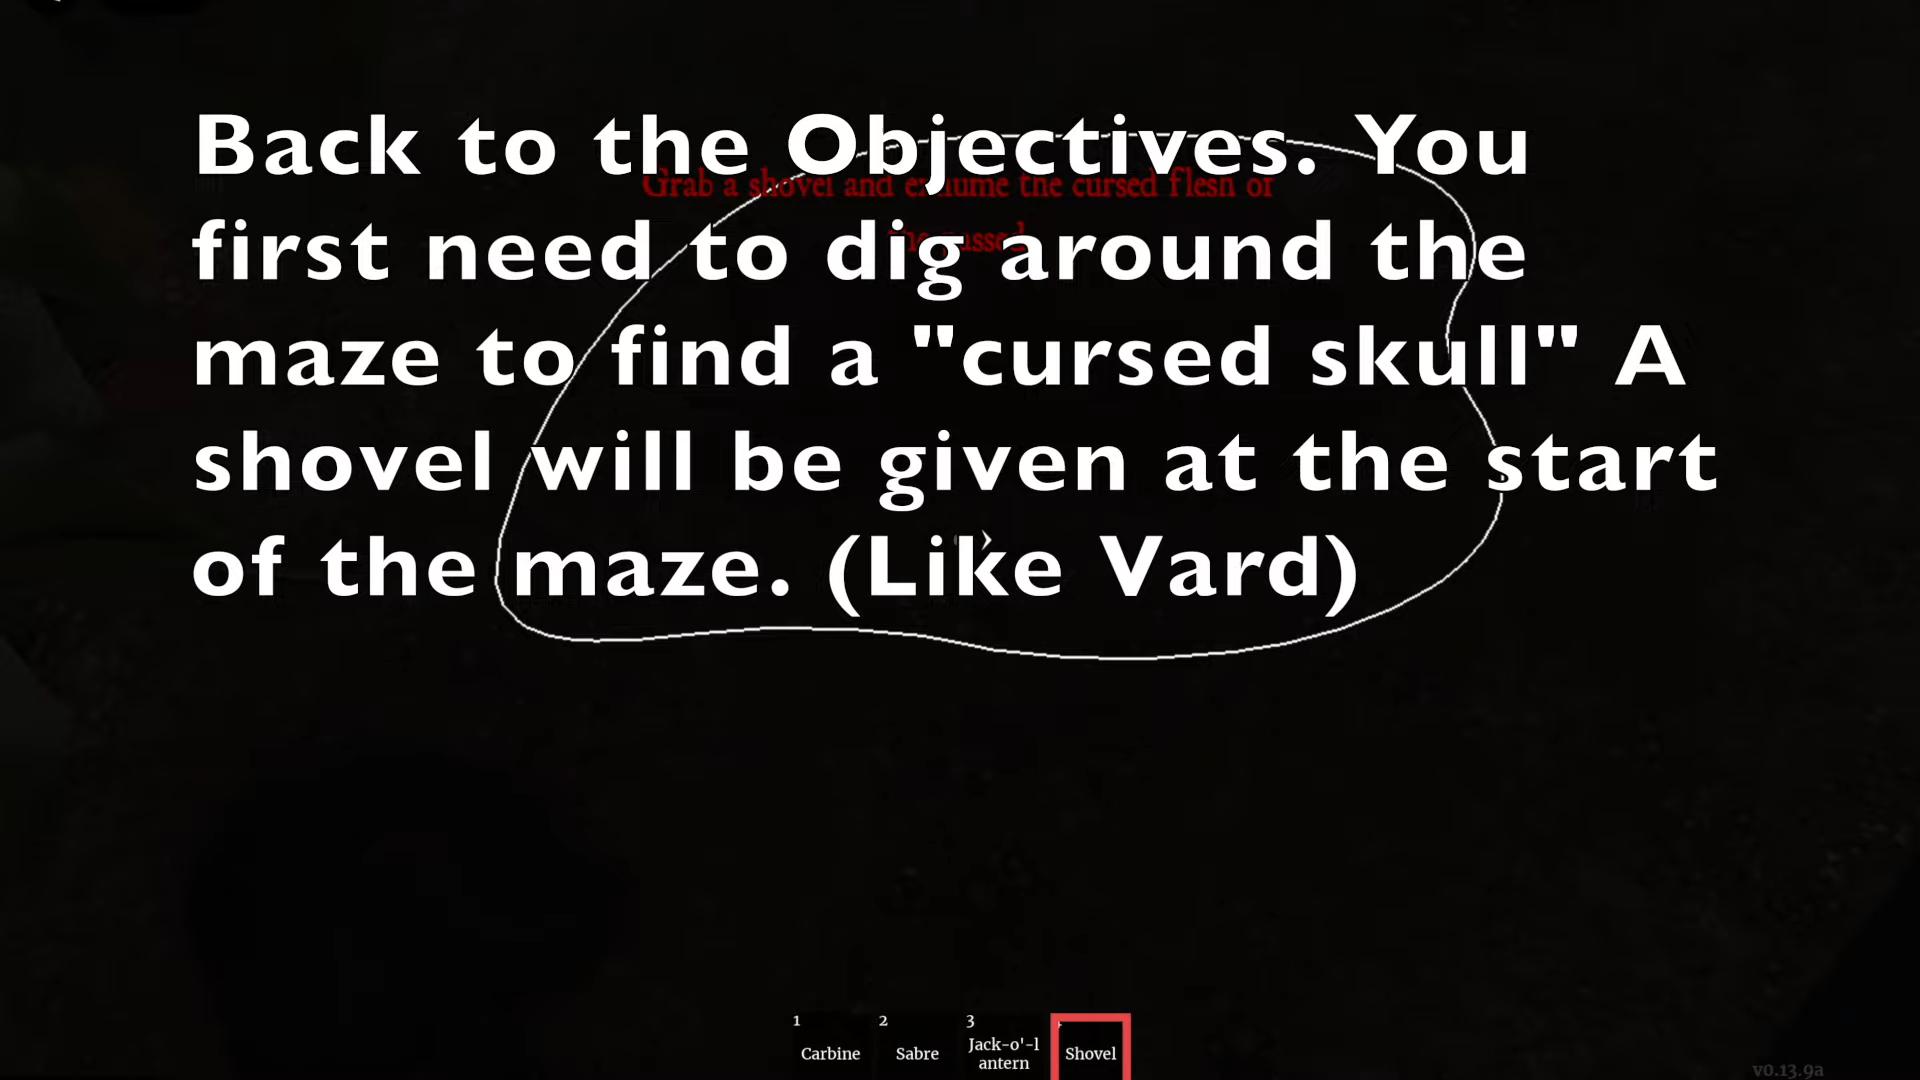 Back to the Objectives. You
Grab a shovel and exhume the cursed flesh of
the passed
first need to dig around the
maze to find a "cursed skull" A
shovel will be given at the start
of the maze. (Like Vard)
1 2 3
Carbine Sabre Jack-o'-l
antern Shovel
v0.13.9a